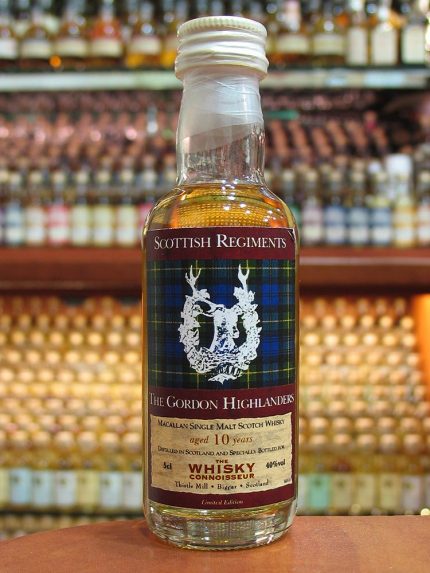 SCOTTISH REGIMENTS
THE GORDON HIGHLANDERS
MACALLAN SINGLE MALT SCOTCH WHISKY
aged 10 years
DISTILLED IN SCOTLAND AND SPECIALLY BOTTLED FOR
THE
5cl WHISKY 40%vol
CONNOISSEUR
Thistle Mill • Biggar • Scotland
Limited Edition